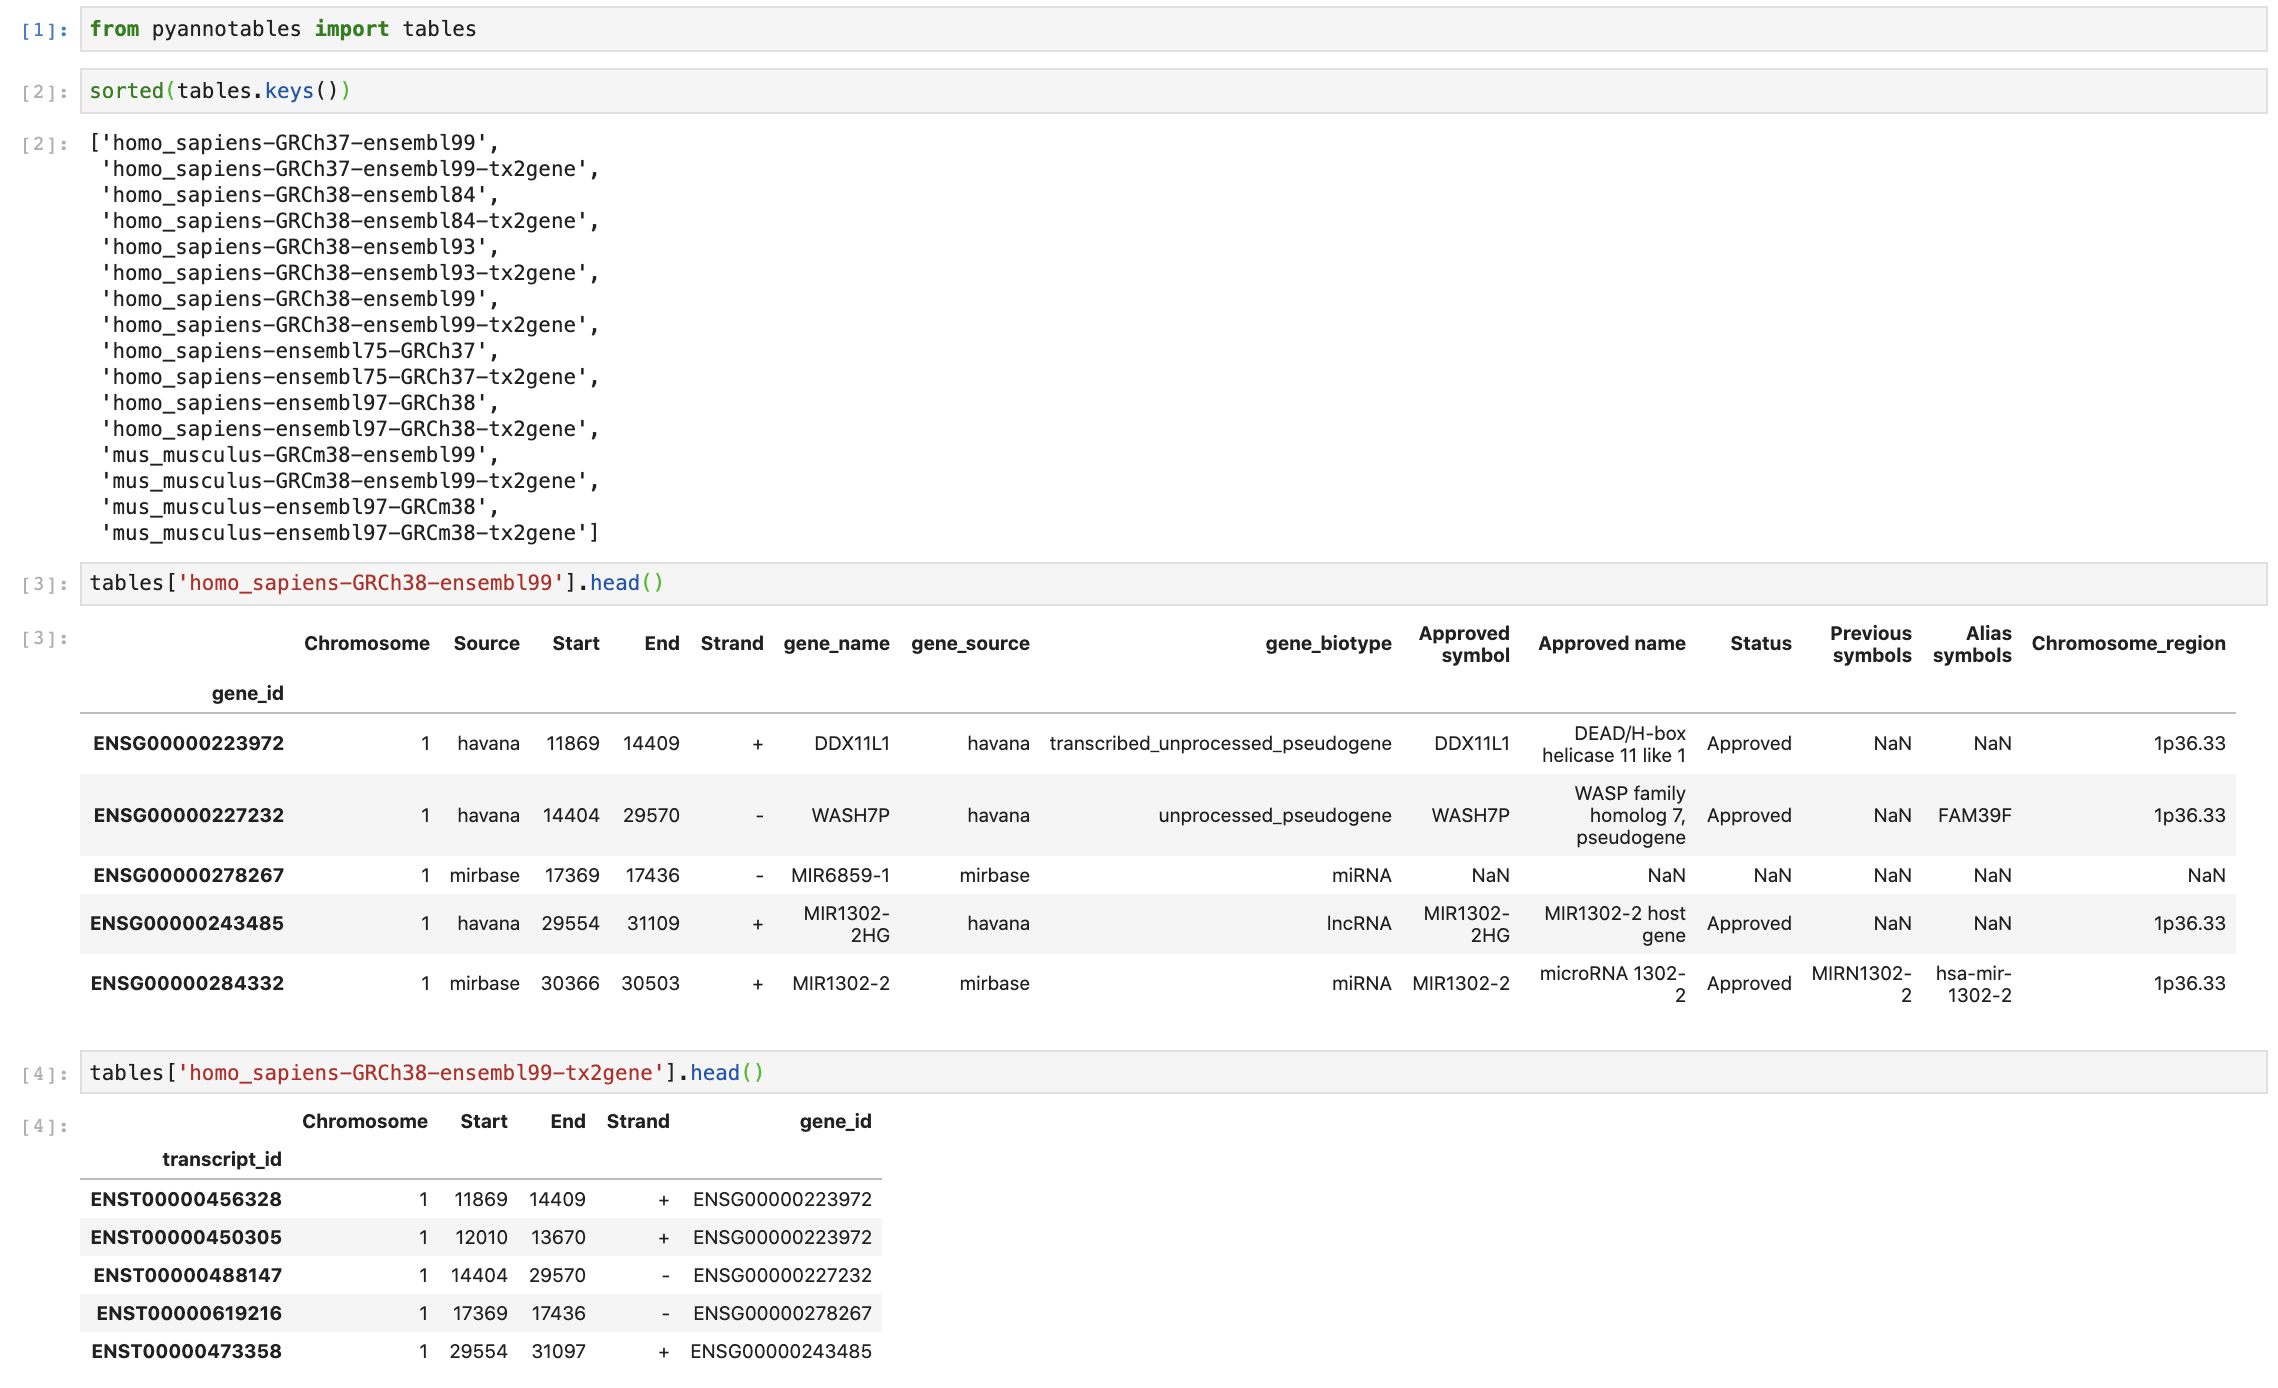 [1]: from pyannotables import tables
[2]: sorted(tables.keys())
[2]: ['homo_sapiens-GRCh37-ensembl99',
'homo_sapiens-GRCh37-ensembl99-tx2gene',
'homo_sapiens-GRCh38-ensembl84',
'homo_sapiens-GRCh38-ensembl84-tx2gene',
'homo_sapiens-GRCh38-ensembl93',
'homo_sapiens-GRCh38-ensembl93-tx2gene',
'homo_sapiens-GRCh38-ensembl99',
'homo_sapiens-GRCh38-ensembl99-tx2gene',
'homo_sapiens-ensembl75-GRCh37',
'homo_sapiens-ensembl75-GRCh37-tx2gene',
'homo_sapiens-ensembl97-GRCh38',
'homo_sapiens-ensembl97-GRCh38-tx2gene',
'mus_musculus-GRCm38-ensembl99',
'mus_musculus-GRCm38-ensembl99-tx2gene',
'mus_musculus-ensembl97-GRCm38',
'mus_musculus-ensembl97-GRCm38-tx2gene']
[3]: tables['homo_sapiens-GRCh38-ensembl99'].head()
[3]: Chromosome Source Start End Strand gene_name gene_source gene_biotype Approved symbol Approved name Status Previous symbols Alias symbols Chromosome_region
gene_id
ENSG00000223972 1 havana 11869 14409 + DDX11L1 havana transcribed_unprocessed_pseudogene DDX11L1 DEAD/H-box helicase 11 like 1 Approved NaN NaN 1p36.33
ENSG00000227232 1 havana 14404 29570 - WASH7P havana unprocessed_pseudogene WASH7P WASP family homolog 7, pseudogene Approved NaN FAM39F 1p36.33
ENSG00000278267 1 mirbase 17369 17436 - MIR6859-1 mirbase miRNA NaN NaN NaN NaN NaN NaN
ENSG00000243485 1 havana 29554 31109 + MIR1302-2HG havana lncRNA MIR1302-2HG MIR1302-2 host gene Approved NaN NaN 1p36.33
ENSG00000284332 1 mirbase 30366 30503 + MIR1302-2 mirbase miRNA MIR1302-2 microRNA 1302-2 Approved MIRN1302-2 hsa-mir-1302-2 1p36.33
[4]: tables['homo_sapiens-GRCh38-ensembl99-tx2gene'].head()
[4]: Chromosome Start End Strand gene_id
transcript_id
ENST00000456328 1 11869 14409 + ENSG00000223972
ENST00000450305 1 12010 13670 + ENSG00000223972
ENST00000488147 1 14404 29570 - ENSG00000227232
ENST00000619216 1 17369 17436 - ENSG00000278267
ENST00000473358 1 29554 31097 + ENSG00000243485